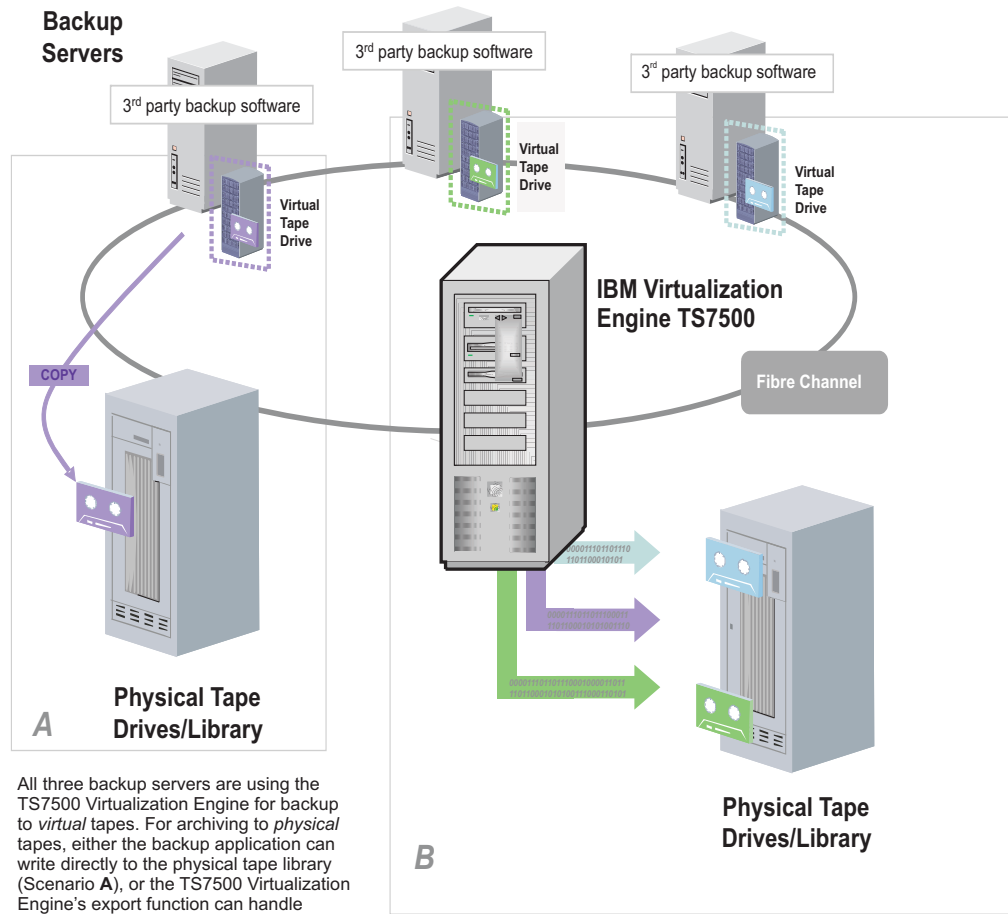 Backup
Servers
3rd party backup software
3rd party backup software
3rd party backup software
Virtual
Tape
Drive
Virtual
Tape
Drive
Virtual
Tape
Drive
IBM Virtualization
Engine TS7500
Fibre Channel
COPY
000011101101110
1101100010101
Physical Tape
Drives/Library
A
Physical Tape
Drives/Library
B
All three backup servers are using the
TS7500 Virtualization Engine for backup
to virtual tapes. For archiving to physical
tapes, either the backup application can
write directly to the physical tape library
(Scenario A), or the TS7500 Virtualization
Engine's export function can handle